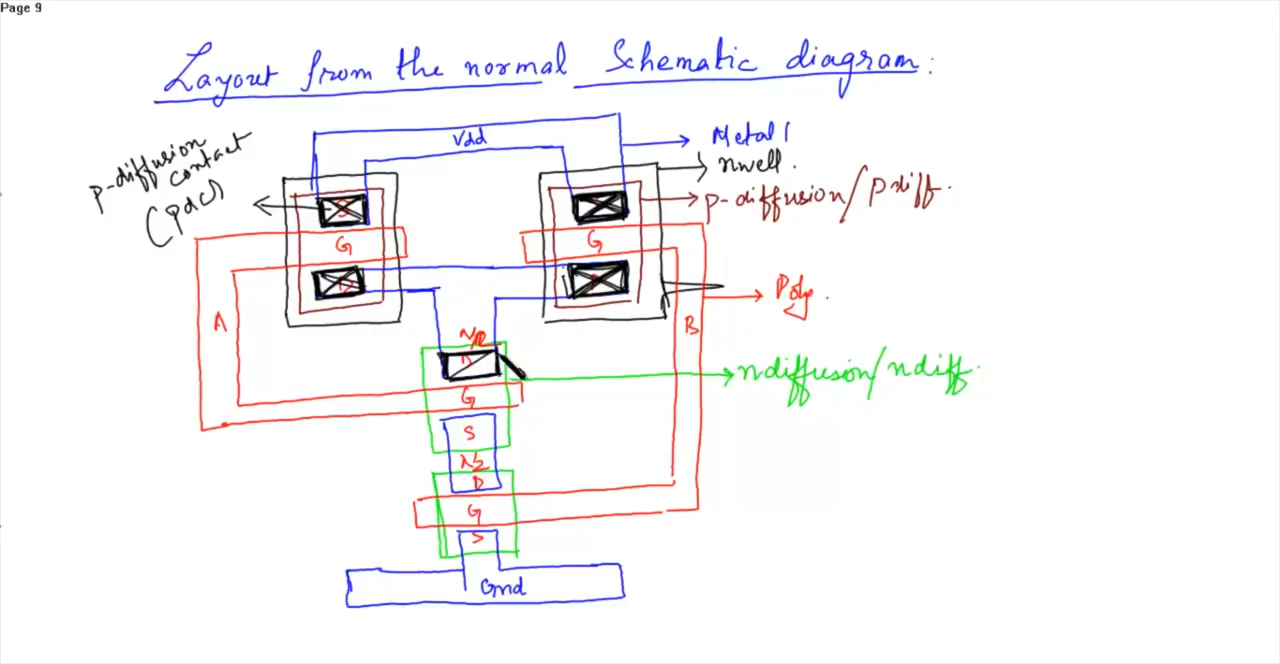 Page 9
Layout from the normal Schematic diagram:
Vdd
Metal 1
nwell.
p-diffusion
contact
(pdc)
p-diffusion/pdiff.
S
G
G
D
A
B
Poly.
ndiffusion/ndiff.
G
S
D
G
S
Gnd